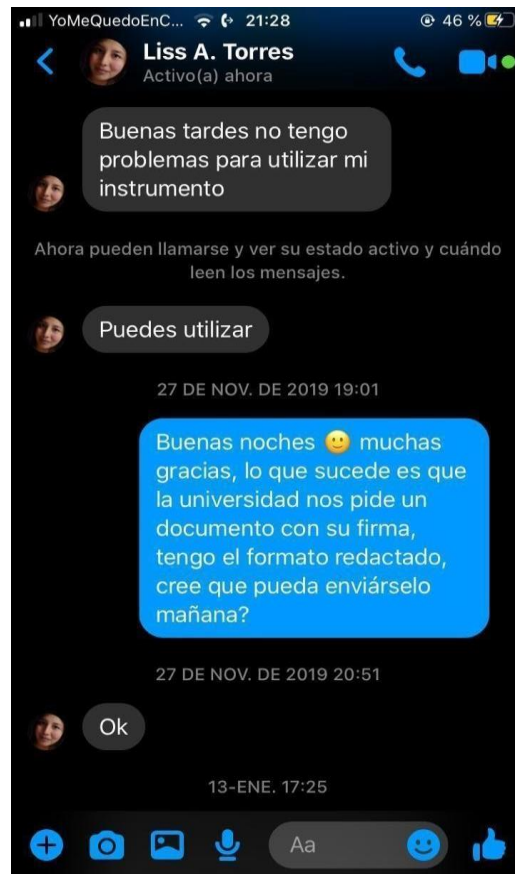 YoMeQuedoEnC... 21:28 46 %
Liss A. Torres
Activo(a) ahora
Buenas tardes no tengo
problemas para utilizar mi
instrumento
Ahora pueden llamarse y ver su estado activo y cuándo
leen los mensajes.
Puedes utilizar
27 DE NOV. DE 2019 19:01
Buenas noches 🙂 muchas
gracias, lo que sucede es que
la universidad nos pide un
documento con su firma,
tengo el formato redactado,
cree que pueda enviárselo
mañana?
27 DE NOV. DE 2019 20:51
Ok
13-ENE. 17:25
Aa